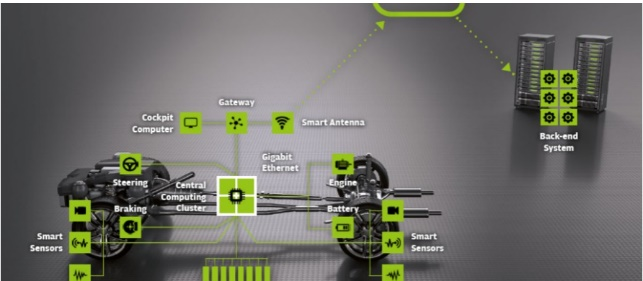 Gateway
Cockpit
Computer
Smart Antenna
Back-end
System
Gigabit
Ethernet
Steering
Central
Computing
Cluster
Engine
Braking
Battery
Smart
Sensors
Smart
Sensors